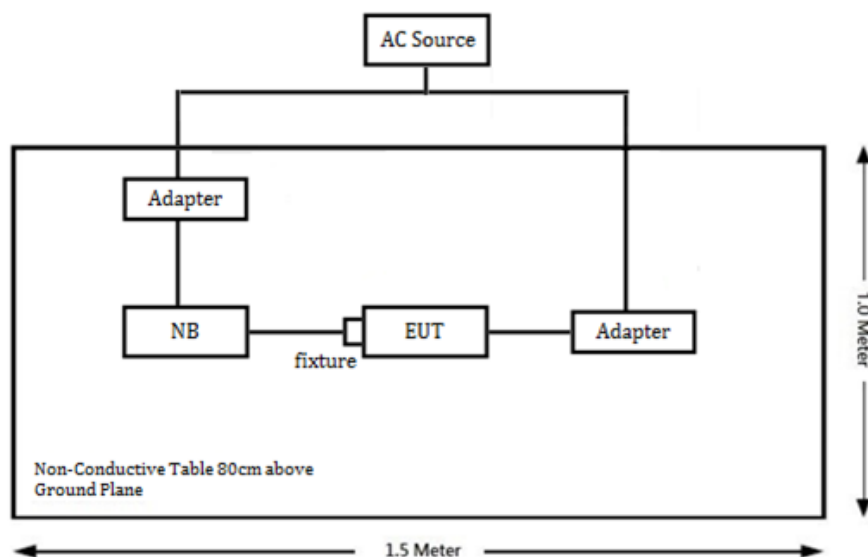 AC Source
Adapter
NB
fixture
EUT
Adapter
1.0 Meter
Non-Conductive Table 80cm above
Ground Plane
1.5 Meter